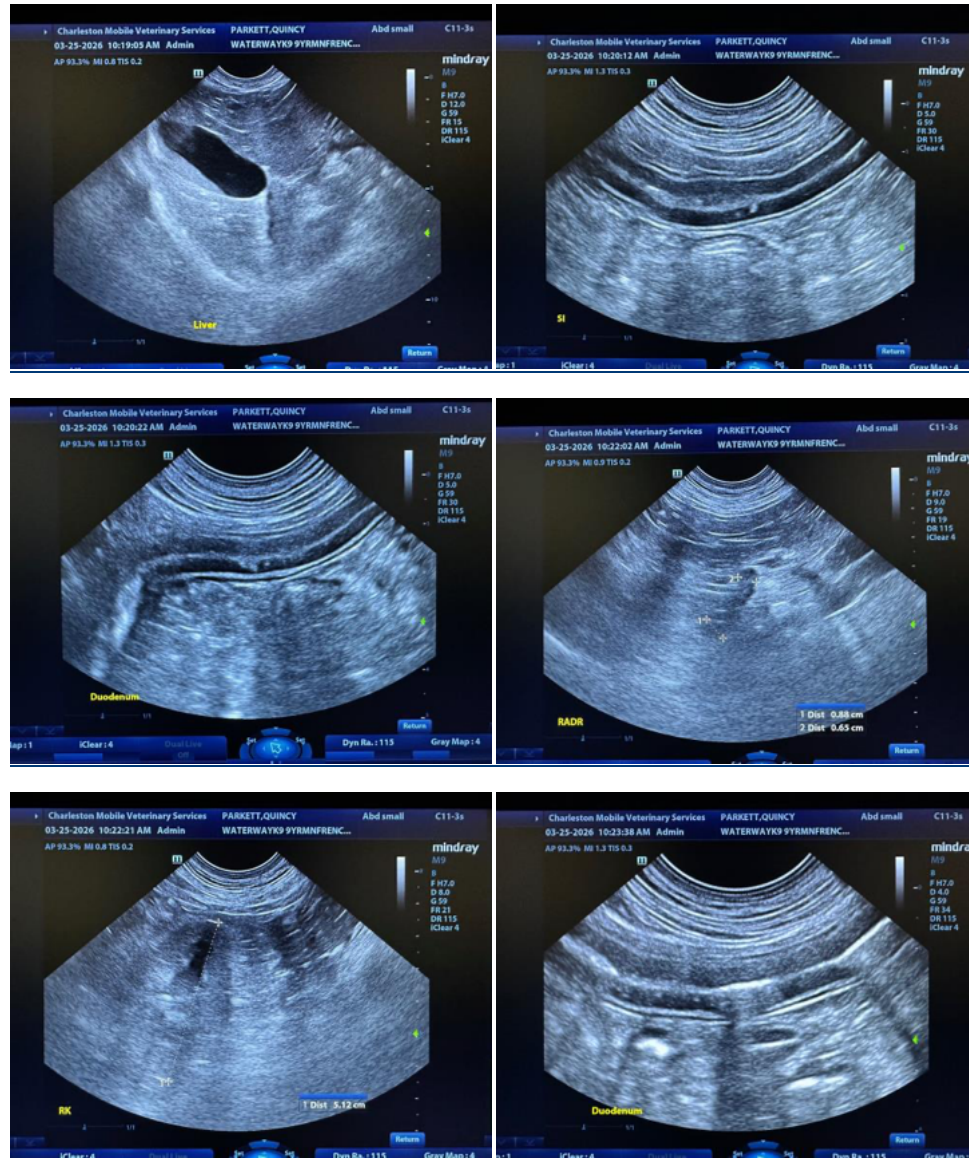 Charleston Mobile Veterinary Services PARKETT,QUINCY Abd small C11-3s
03-25-2026 10:19:05 AM Admin WATERWAYK9 9YRMNFRENC...
AP 93.3% MI 0.8 TIS 0.2
mindray
M9
B
F H7.0
D 12.0
G 59
FR 15
DR 115
iClear 4
Liver
1/1
Return
Charleston Mobile Veterinary Services PARKETT,QUINCY Abd small C11-3s
03-25-2026 10:20:12 AM Admin WATERWAYK9 9YRMNFRENC...
AP 93.3% MI 1.3 TIS 0.3
mindray
M9
B
F H7.0
D 5.0
G 59
FR 30
DR 115
iClear 4
SI
1/1
Return
Charleston Mobile Veterinary Services PARKETT,QUINCY Abd small C11-3s
03-25-2026 10:20:22 AM Admin WATERWAYK9 9YRMNFRENC...
AP 93.3% MI 1.3 TIS 0.3
mindray
M9
B
F H7.0
D 5.0
G 59
FR 30
DR 115
iClear 4
Duodenum
1/1
Return
iClear : 4 Dual Live Dyn Ra. : 115 Gray Map : 4
Off
Charleston Mobile Veterinary Services PARKETT,QUINCY Abd small C11-3s
03-25-2026 10:22:02 AM Admin WATERWAYK9 9YRMNFRENC...
AP 93.3% MI 0.9 TIS 0.2
mindray
M9
B
F H7.0
D 9.0
G 59
FR 19
DR 115
iClear 4
RADR
1 Dist 0.88 cm
2 Dist 0.65 cm
1/1
Return
Charleston Mobile Veterinary Services PARKETT,QUINCY Abd small C11-3s
03-25-2026 10:22:21 AM Admin WATERWAYK9 9YRMNFRENC...
AP 93.3% MI 0.8 TIS 0.2
mindray
M9
B
F H7.0
D 8.0
G 59
FR 21
DR 115
iClear 4
1 Dist 5.12 cm
RK
1/1
Return
Charleston Mobile Veterinary Services PARKETT,QUINCY Abd small C11-3s
03-25-2026 10:23:38 AM Admin WATERWAYK9 9YRMNFRENC...
AP 93.3% MI 1.3 TIS 0.3
mindray
M9
B
F H7.0
D 4.0
G 59
FR 34
DR 115
iClear 4
Duodenum
1/1
Return